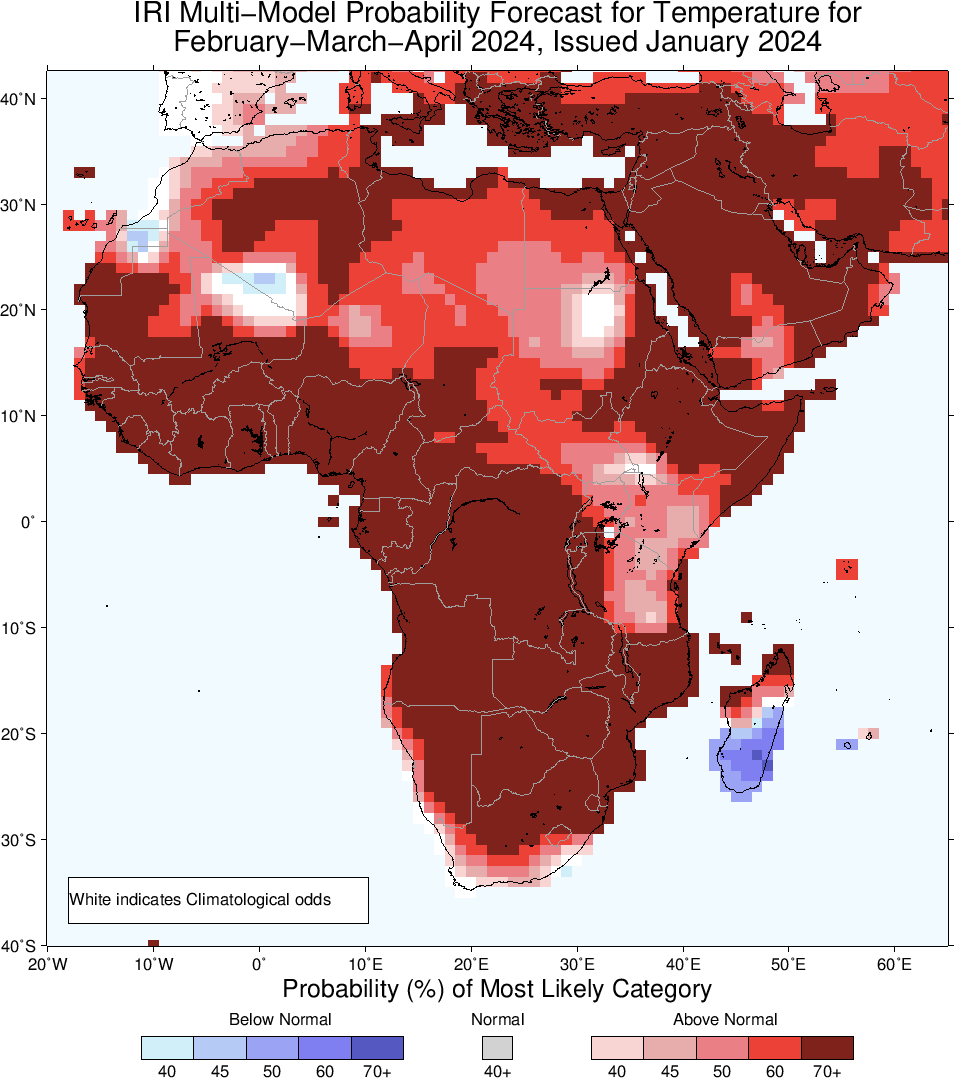 IRI Multi−Model Probability Forecast for Temperature for
February−March−April 2024, Issued January 2024
40˚N
30˚N
20˚N
10˚N
0˚
10˚S
20˚S
30˚S
40˚S
White indicates Climatological odds
20˚W 10˚W 0˚ 10˚E 20˚E 30˚E 40˚E 50˚E 60˚E
Probability (%) of Most Likely Category
Below Normal Normal Above Normal
40 45 50 60 70+ 40+ 40 45 50 60 70+